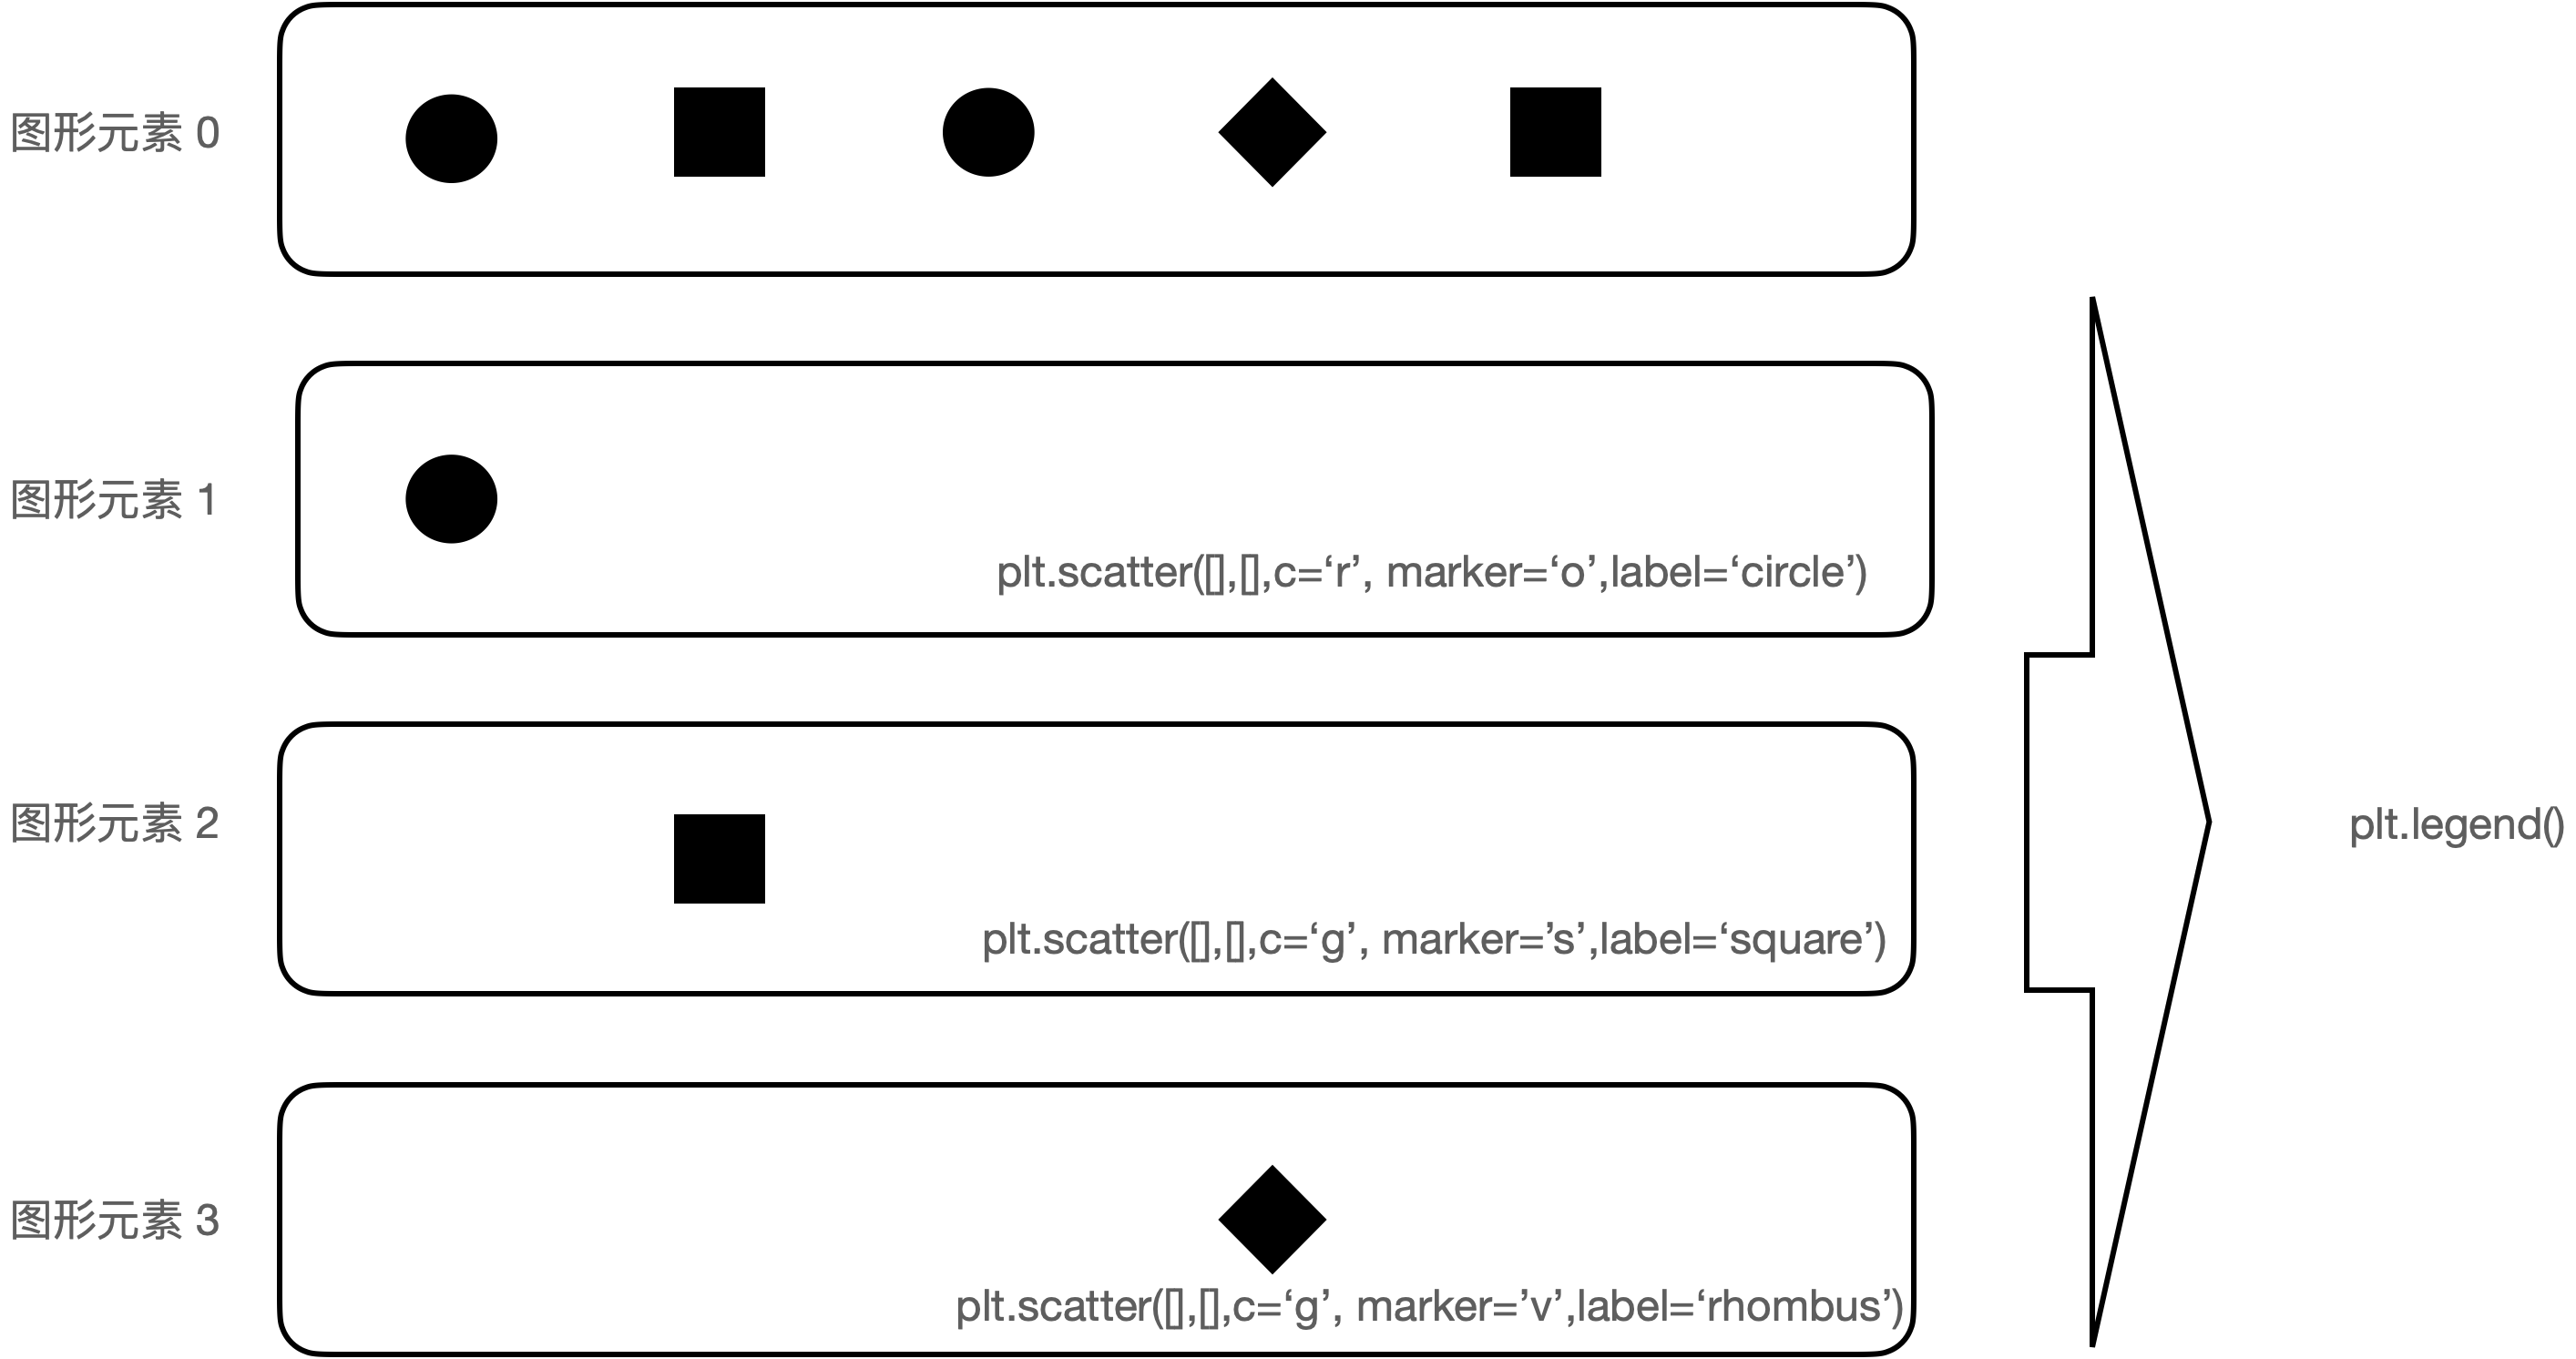 图形元素 0
图形元素 1
plt.scatter([],[],c=‘r’, marker=‘o’,label=‘circle’)
图形元素 2
plt.legend()
plt.scatter([],[],c=‘g’, marker=’s’,label=‘square’)
图形元素 3
plt.scatter([],[],c=‘g’, marker=’v’,label=‘rhombus’)